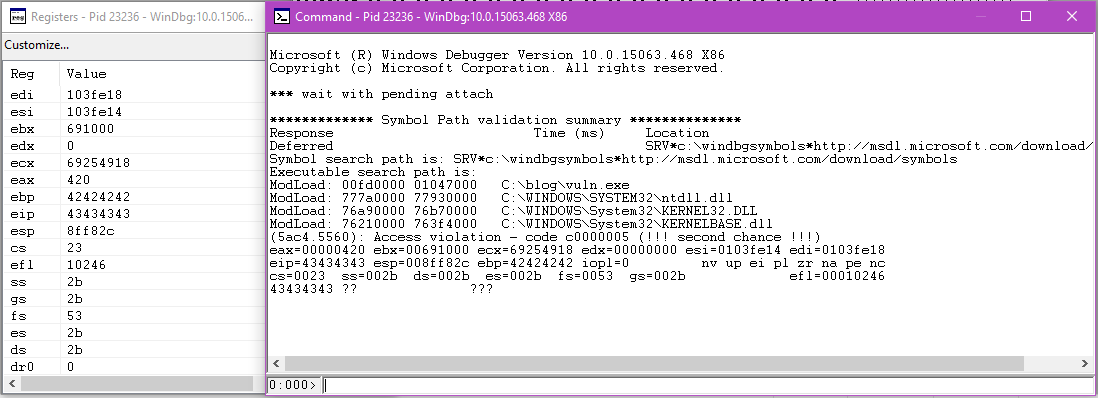 Registers - Pid 23236 - WinDbg:10.0.1506...
Customize...
Reg Value
edi 103fe18
esi 103fe14
ebx 691000
edx 0
ecx 69254918
eax 420
ebp 42424242
eip 43434343
esp 8ff82c
cs 23
efl 10246
ss 2b
gs 2b
fs 53
es 2b
ds 2b
dr0 0
Command - Pid 23236 - WinDbg:10.0.15063.468 X86
Microsoft (R) Windows Debugger Version 10.0.15063.468 X86
Copyright (c) Microsoft Corporation. All rights reserved.
*** wait with pending attach
************* Symbol Path validation summary **************
Response Time (ms) Location
Deferred SRV*c:\windbgsymbols*http://msdl.microsoft.com/download/
Symbol search path is: SRV*c:\windbgsymbols*http://msdl.microsoft.com/download/symbols
Executable search path is:
ModLoad: 00fd0000 01047000 C:\blog\vuln.exe
ModLoad: 777a0000 77930000 C:\WINDOWS\SYSTEM32\ntdll.dll
ModLoad: 76a90000 76b70000 C:\WINDOWS\System32\KERNEL32.DLL
ModLoad: 76210000 763f4000 C:\WINDOWS\System32\KERNELBASE.dll
(5ac4.5560): Access violation - code c0000005 (!!! second chance !!!)
eax=00000420 ebx=00691000 ecx=69254918 edx=00000000 esi=0103fe14 edi=0103fe18
eip=43434343 esp=008ff82c ebp=42424242 iopl=0 nv up ei pl zr na pe nc
cs=0023 ss=002b ds=002b es=002b fs=0053 gs=002b efl=00010246
43434343 ?? ???
0:000>